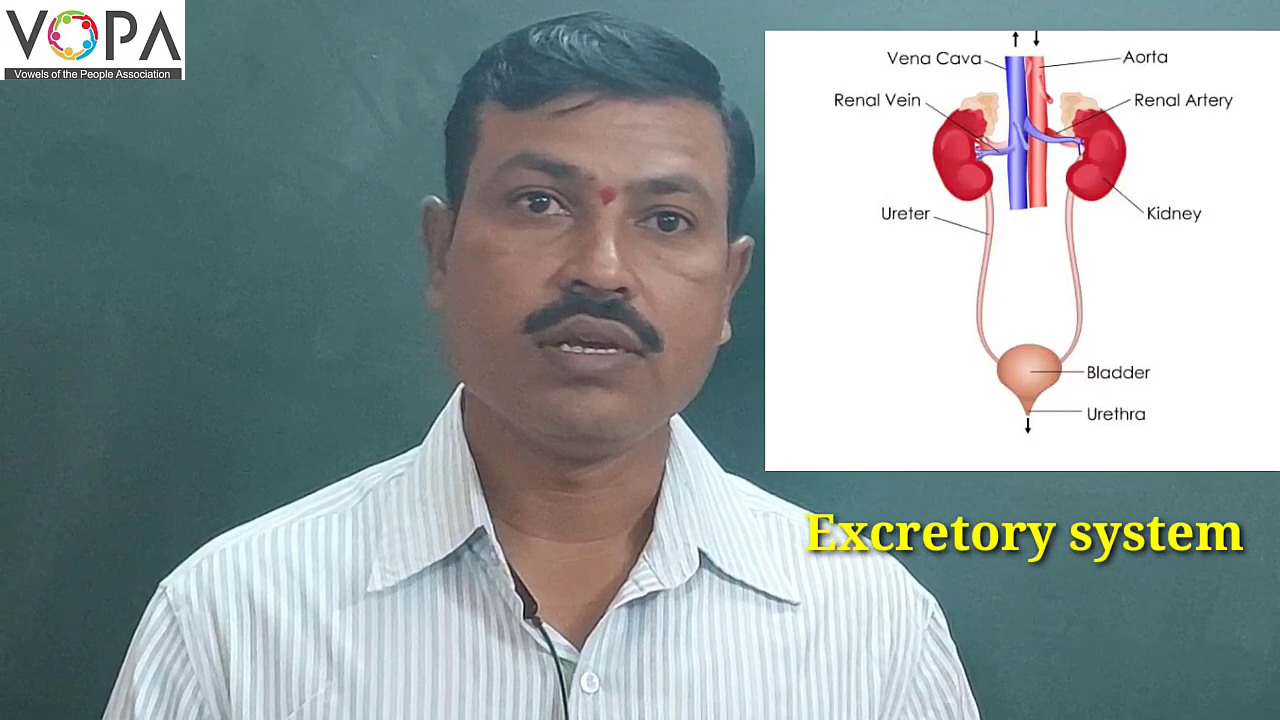 VOPA
Vowels of the People Association
Vena Cava
Aorta
Renal Vein
Renal Artery
Ureter
Kidney
Bladder
Urethra
Excretory system